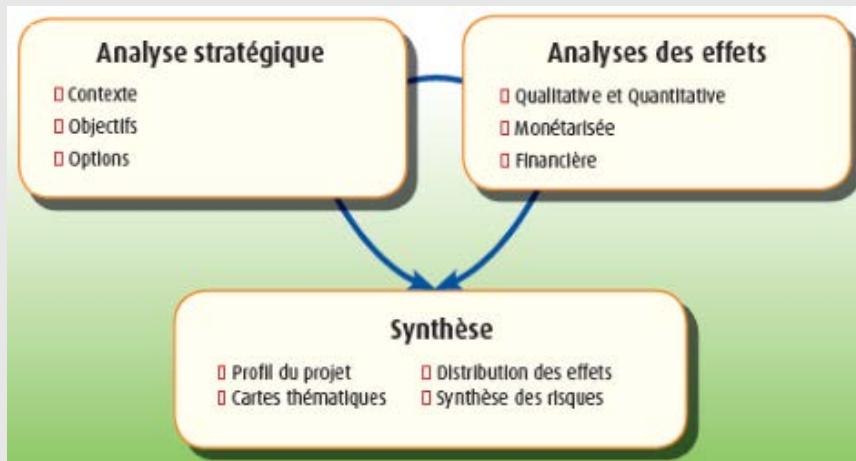 Analyse stratégique
Contexte
Objectifs
Options
Analyses des effets
Qualitative et Quantitative
Monétarisée
Financière
Synthèse
Profil du projet
Cartes thématiques
Distribution des effets
Synthèse des risques